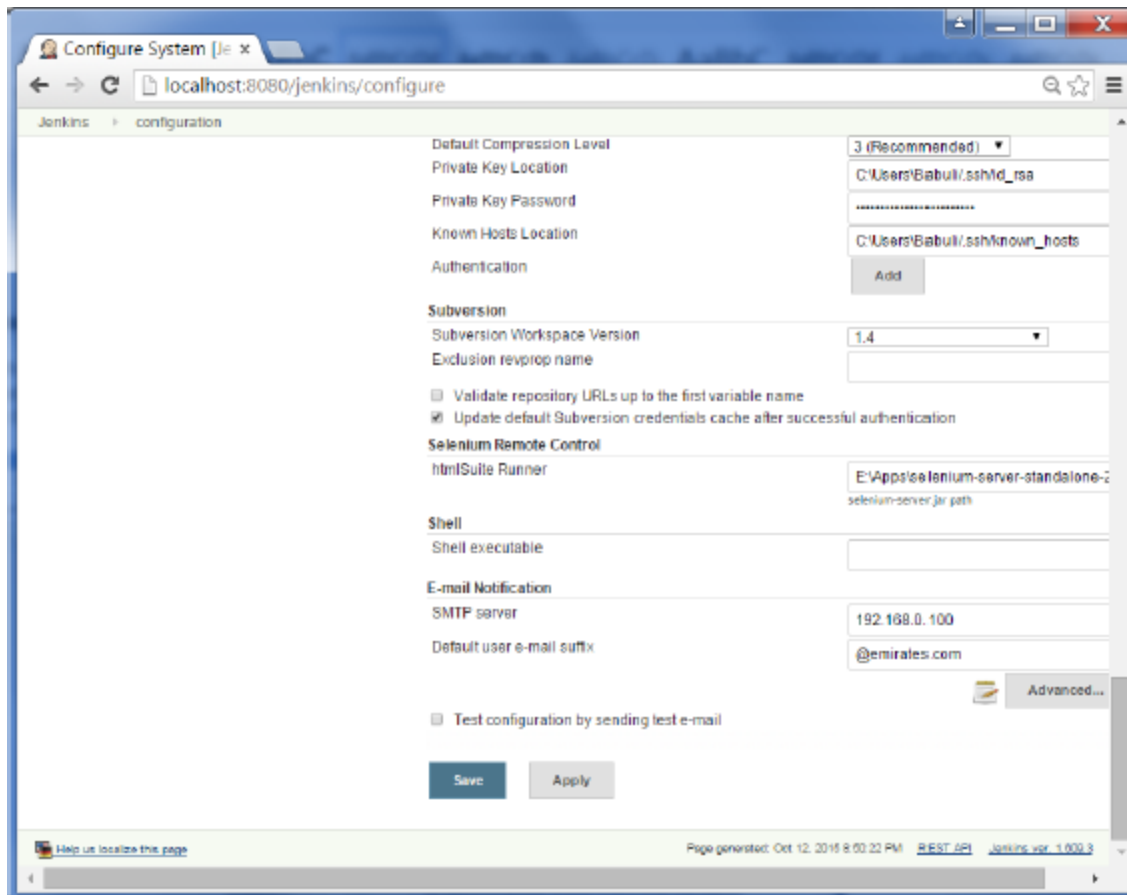 Configure System [Je
localhost:8080/jenkins/configure
Jenkins configuration
Default Compression Level 3 (Recommended)
Private Key Location C:\Users\Babuli/.ssh/id_rsa
Private Key Password
Known Hosts Location C:\Users\Babuli/.ssh/known_hosts
Authentication Add
Subversion
Subversion Workspace Version 1.4
Exclusion revprop name
Validate repository URLs up to the first variable name
Update default Subversion credentials cache after successful authentication
Selenium Remote Control
htmlSuite Runner E:\Apps\selenium-server-standalone-2
selenium-server.jar path
Shell
Shell executable
E-mail Notification
SMTP server 192.168.0.100
Default user e-mail suffix @emirates.com
Advanced...
Test configuration by sending test e-mail
Save Apply
Help us localize this page Page generated: Oct 12, 2015 8:50:22 PM REST API Jenkins ver. 1.609.3